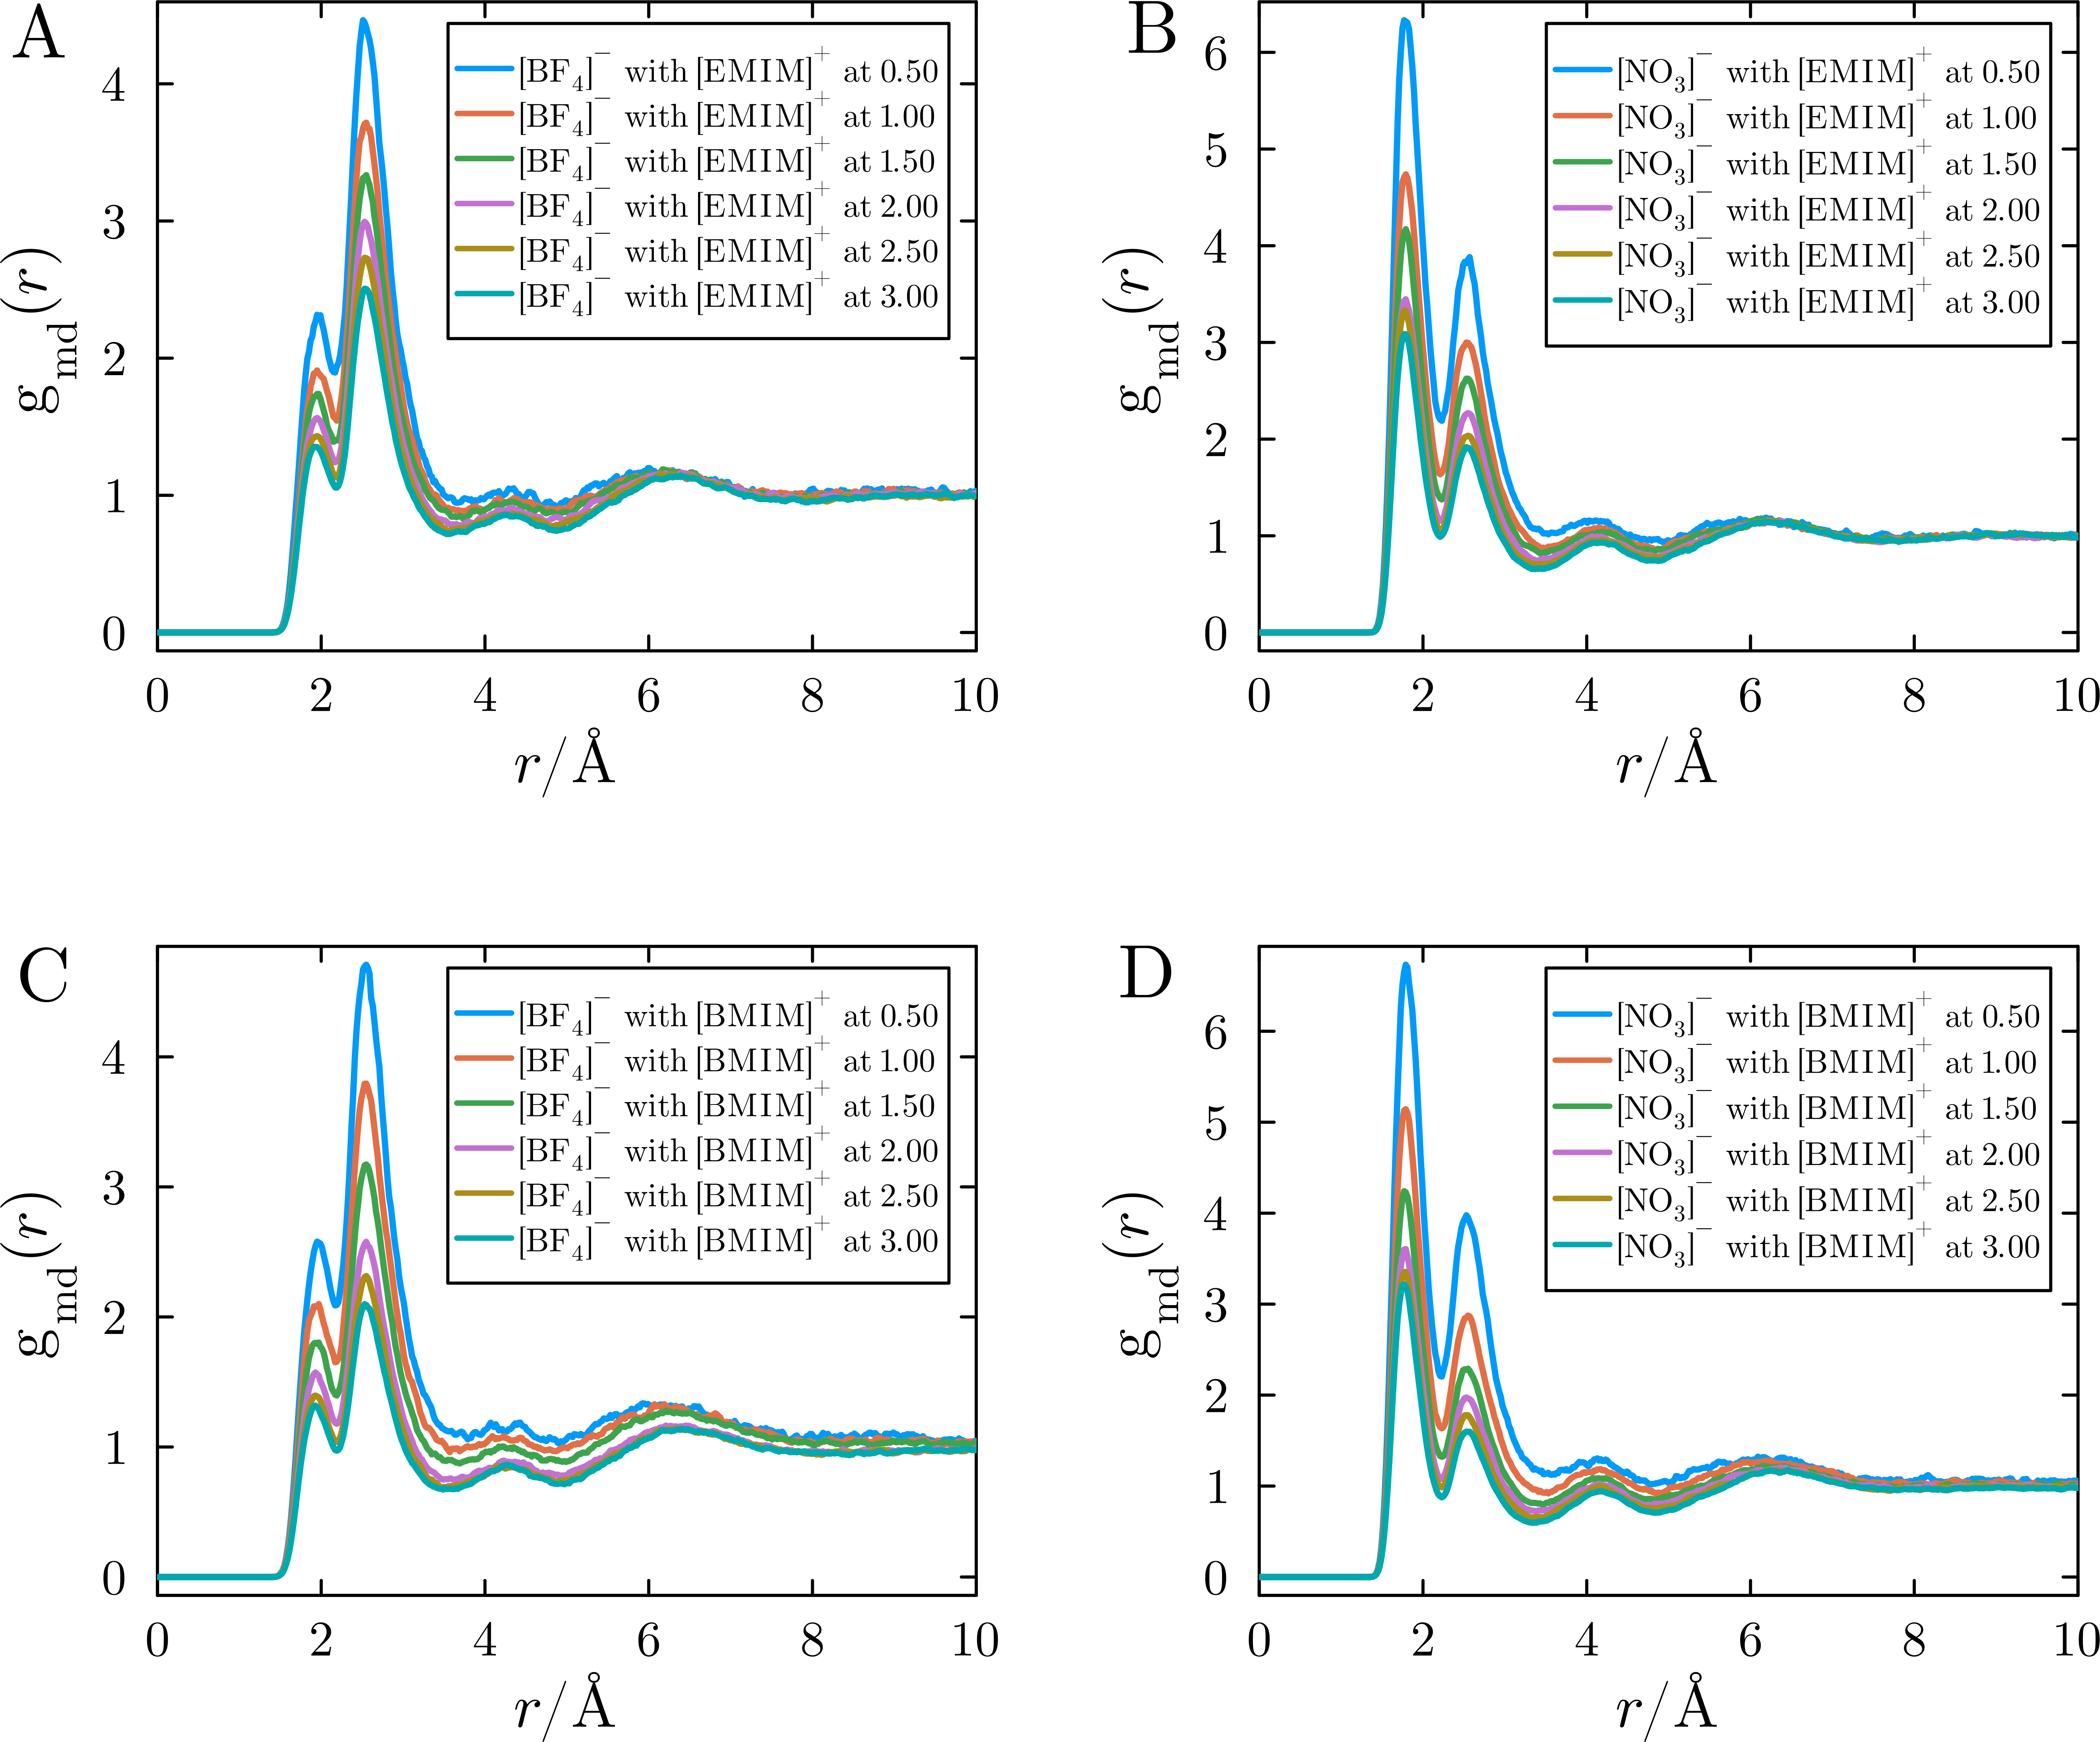 A
[BF4]− with [EMIM]+ at 0.50
[BF4]− with [EMIM]+ at 1.00
[BF4]− with [EMIM]+ at 1.50
[BF4]− with [EMIM]+ at 2.00
[BF4]− with [EMIM]+ at 2.50
[BF4]− with [EMIM]+ at 3.00
4
3
2
1
0
gmd(r)
0 2 4 6 8 10
r/Å
B
[NO3]− with [EMIM]+ at 0.50
[NO3]− with [EMIM]+ at 1.00
[NO3]− with [EMIM]+ at 1.50
[NO3]− with [EMIM]+ at 2.00
[NO3]− with [EMIM]+ at 2.50
[NO3]− with [EMIM]+ at 3.00
6
5
4
3
2
1
0
gmd(r)
0 2 4 6 8 10
r/Å
C
[BF4]− with [BMIM]+ at 0.50
[BF4]− with [BMIM]+ at 1.00
[BF4]− with [BMIM]+ at 1.50
[BF4]− with [BMIM]+ at 2.00
[BF4]− with [BMIM]+ at 2.50
[BF4]− with [BMIM]+ at 3.00
4
3
2
1
0
gmd(r)
0 2 4 6 8 10
r/Å
D
[NO3]− with [BMIM]+ at 0.50
[NO3]− with [BMIM]+ at 1.00
[NO3]− with [BMIM]+ at 1.50
[NO3]− with [BMIM]+ at 2.00
[NO3]− with [BMIM]+ at 2.50
[NO3]− with [BMIM]+ at 3.00
6
5
4
3
2
1
0
gmd(r)
0 2 4 6 8 10
r/Å